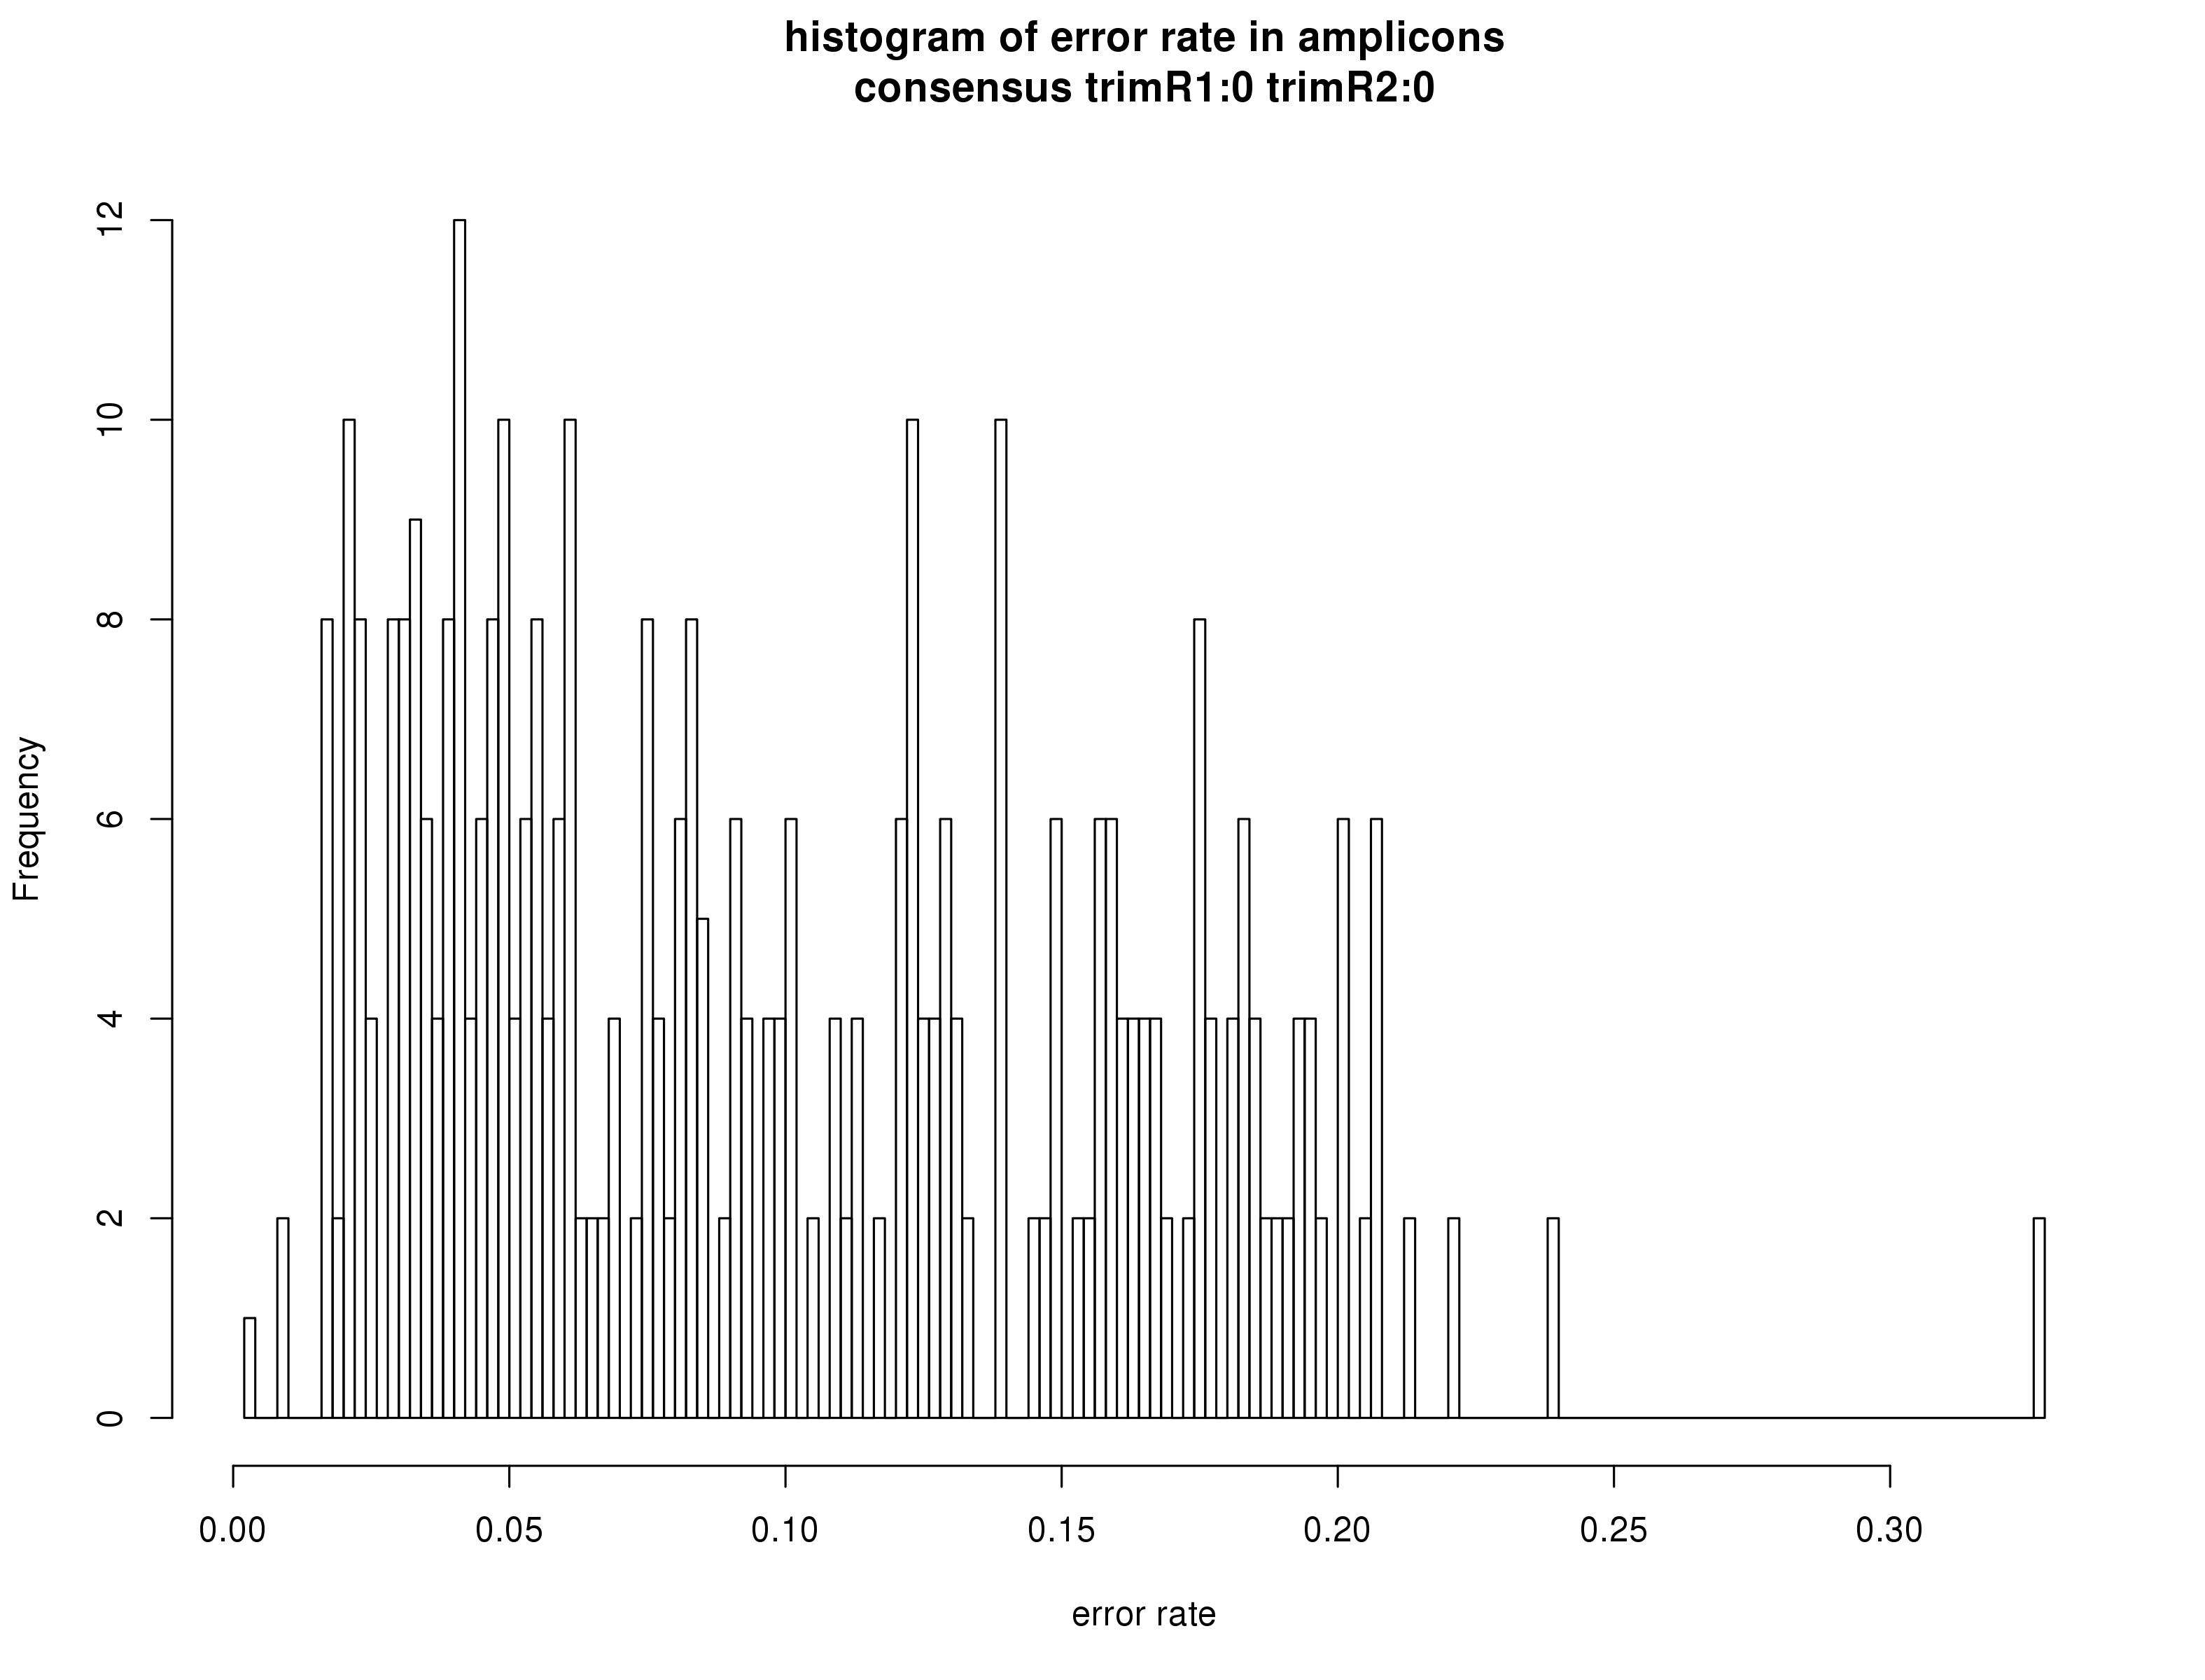 histogram of error rate in amplicons
consensus trimR1:0 trimR2:0
12
10
8
6
4
2
0
Frequency
0.00 0.05 0.10 0.15 0.20 0.25 0.30
error rate